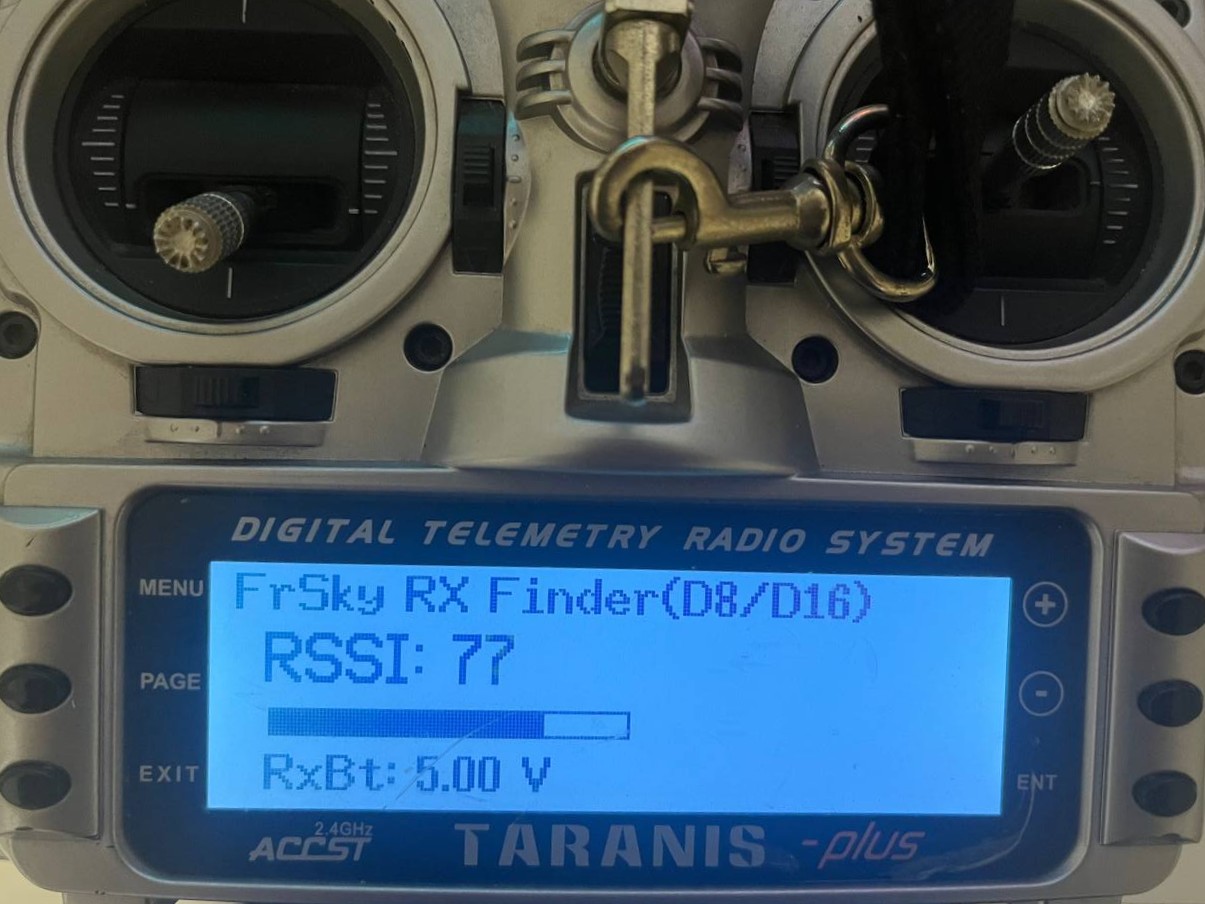 DIGITAL TELEMETRY RADIO SYSTEM
MENU
FrSky RX Finder(D8/D16)
+
RSSI: 77
PAGE
-
EXIT
RxBt: 5.00 V
ENT
2.4GHz
ACCST
TARANIS -plus